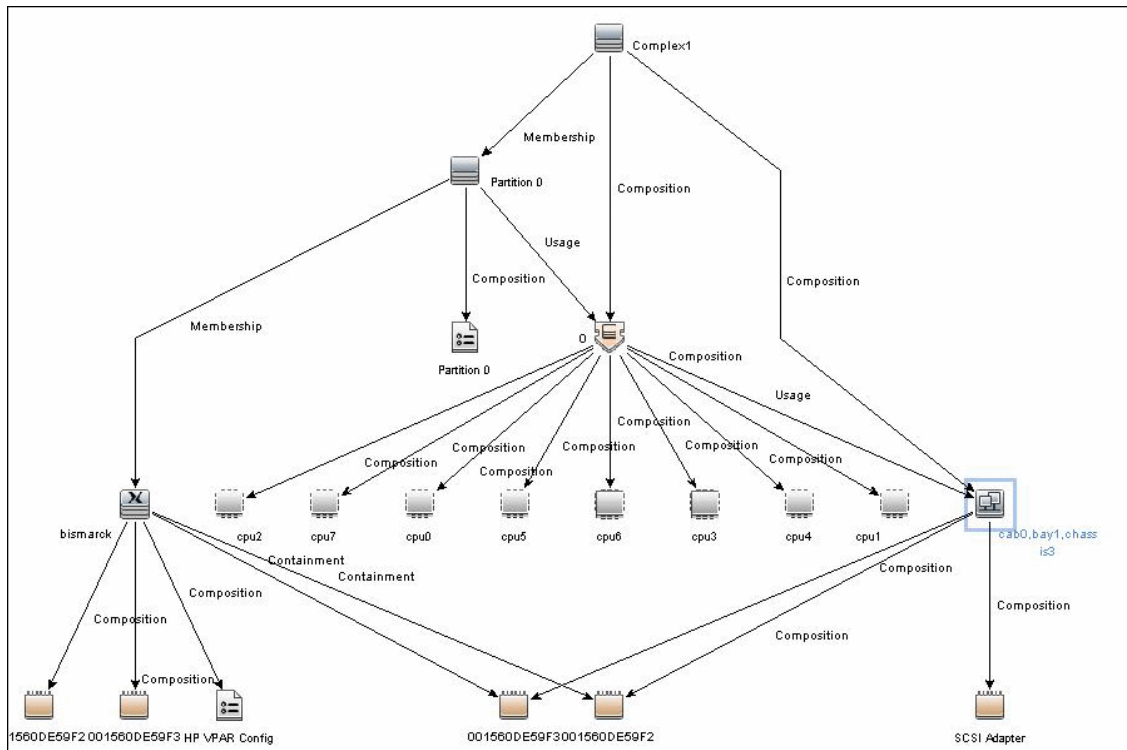 Complex1
Membership
Partition 0
Composition
Usage
Composition
Composition
Membership
0
Composition
Partition 0
Usage
Composition
Composition
Composition
Composition
Composition
Composition
Composition
bismarck
cpu2
cpu7
cpu0
cpu5
cpu6
cpu3
cpu4
cpu1
cab0,bay1,chass
is3
Containment
Containment
Composition
Composition
Composition
Composition
Composition
Composition
1560DE59F2
001560DE59F3
HP VPAR Config
001560DE59F3
001560DE59F2
SCSI Adapter